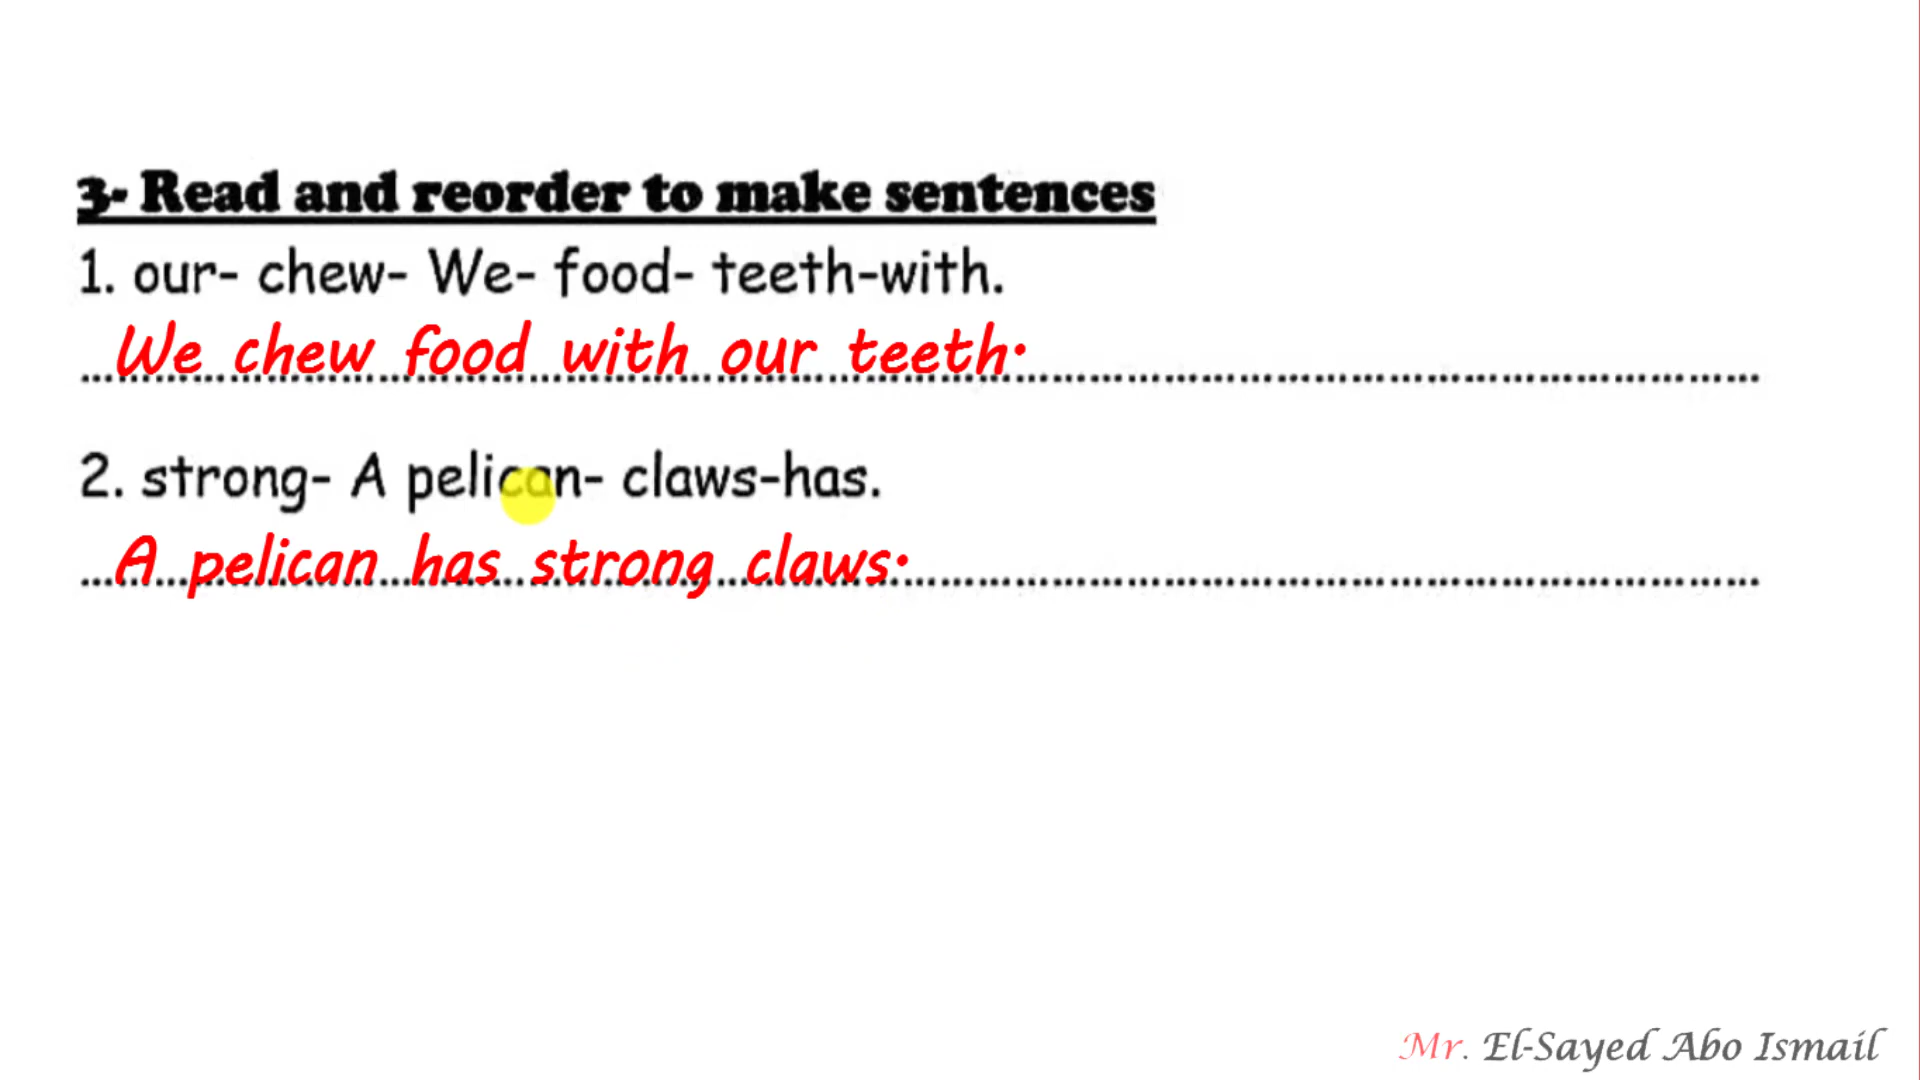 3- Read and reorder to make sentences
1. our- chew- We- food- teeth-with.
We chew food with our teeth.
2. strong- A pelican- claws-has.
A pelican has strong claws.
Mr. El-Sayed Abo Ismail